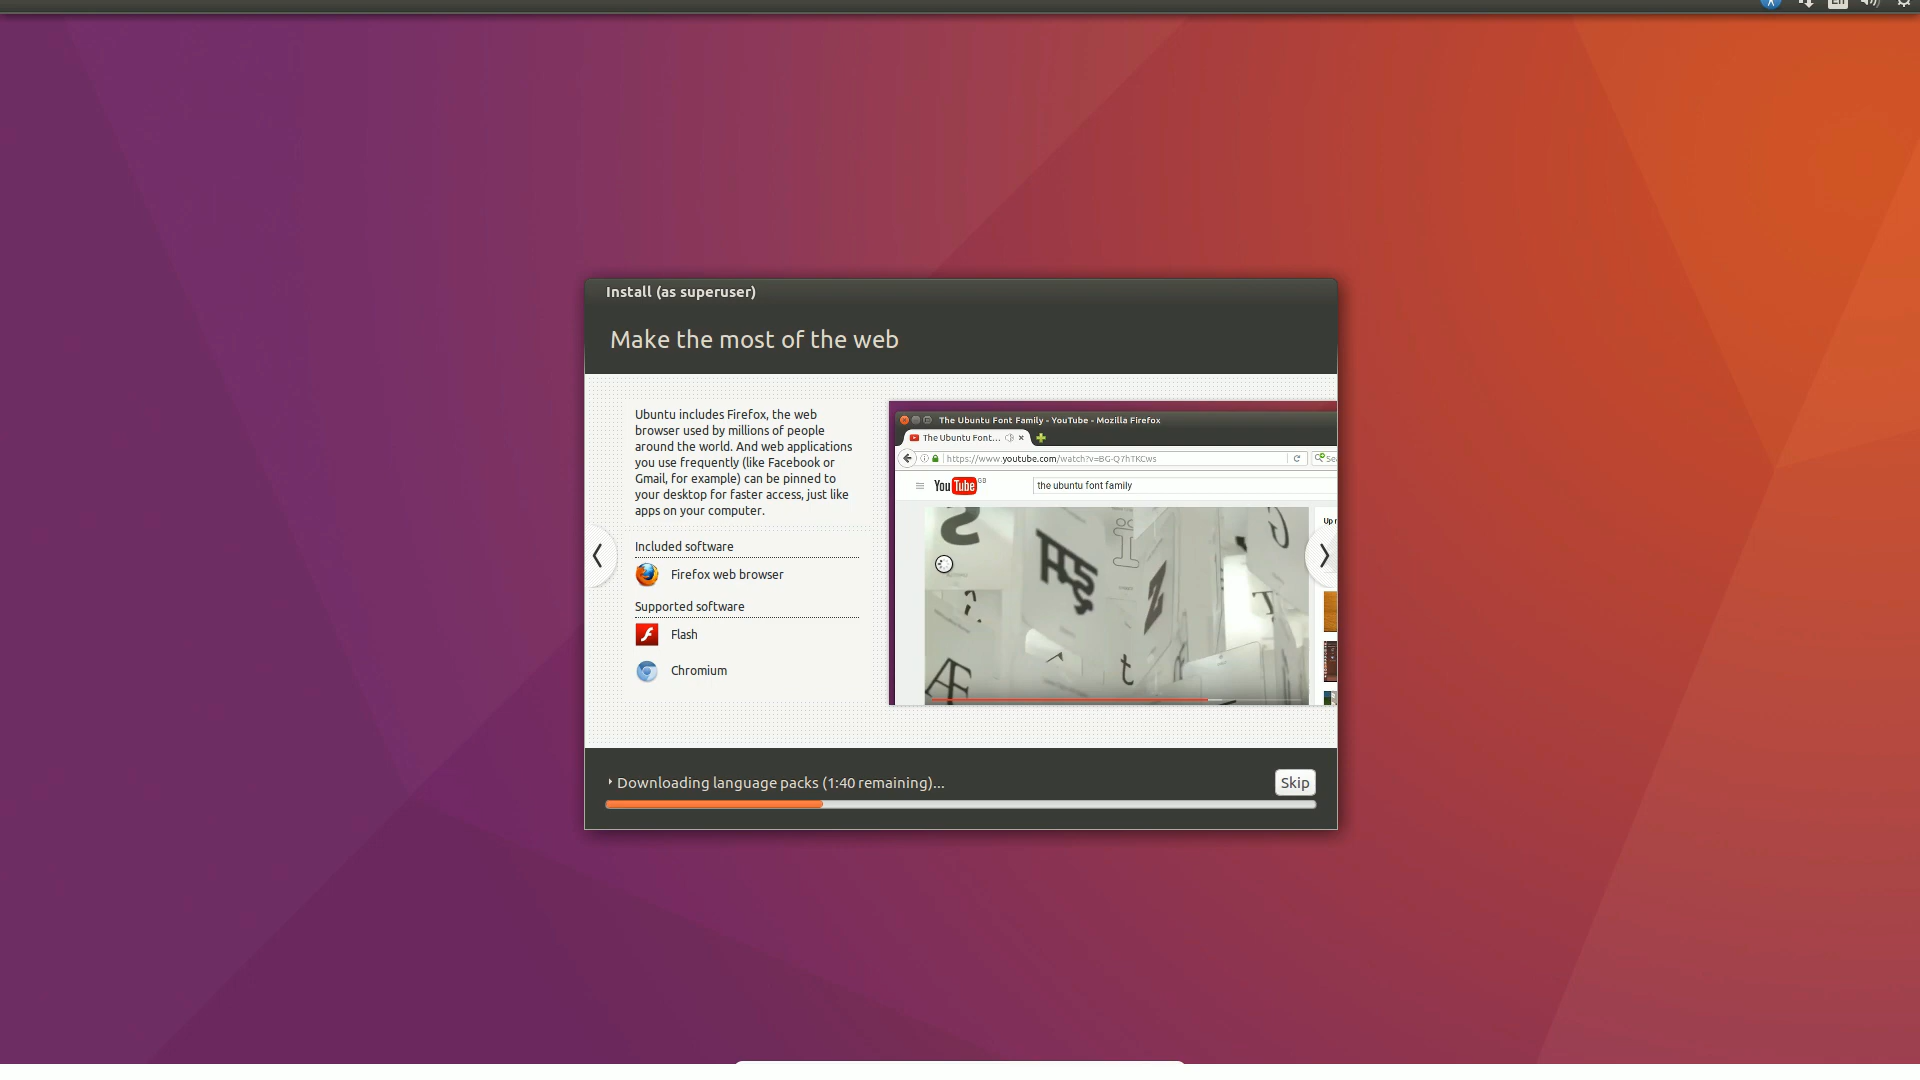 En
Install (as superuser)
Make the most of the web
Ubuntu includes Firefox, the web
browser used by millions of people
around the world. And web applications
you use frequently (like Facebook or
Gmail, for example) can be pinned to
your desktop for faster access, just like
apps on your computer.
Included software
Firefox web browser
Supported software
Flash
Chromium
The Ubuntu Font Family - YouTube - Mozilla Firefox
The Ubuntu Font...
https://www.youtube.com/watch?v=BG-Q7hTKCws
YouTube GB
the ubuntu font family
Downloading language packs (1:40 remaining)...
Skip